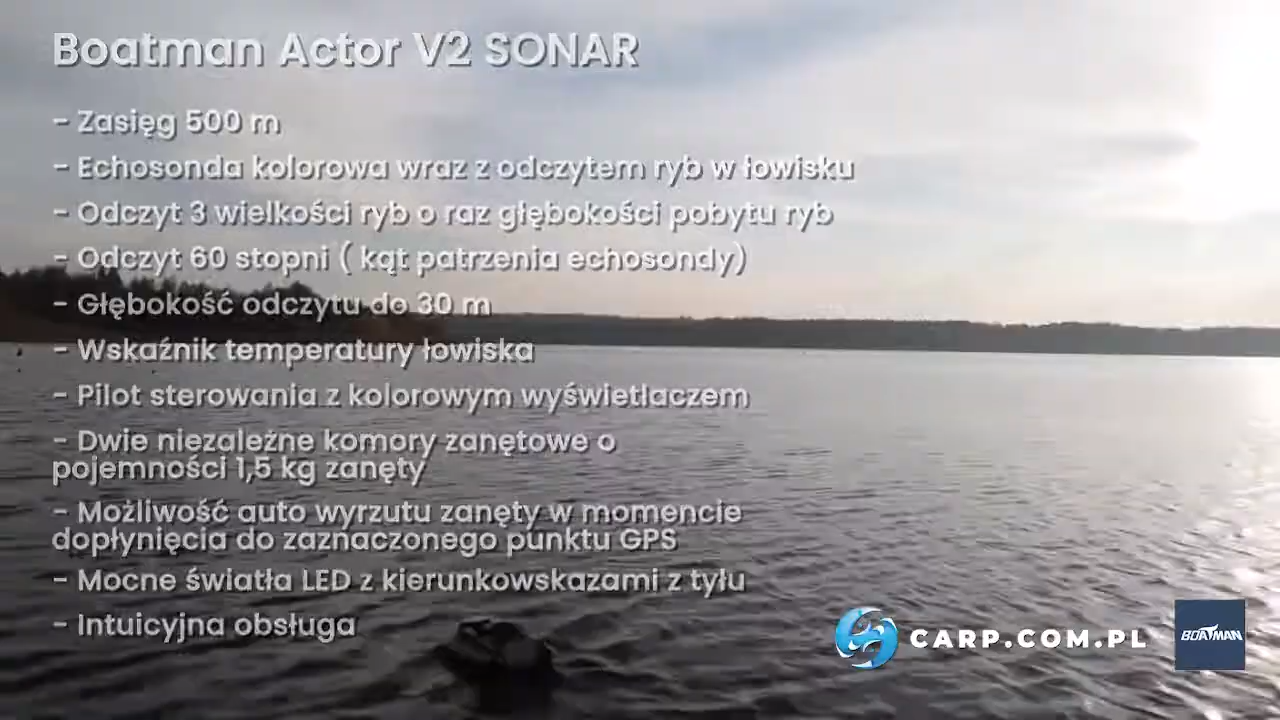 Boatman Actor V2 SONAR
- Zasięg 500 m
- Echosonda kolorowa wraz z odczytem ryb w łowisku
- Odczyt 3 wielkości ryb o raz głębokości pobytu ryb
- Odczyt 60 stopni ( kąt patrzenia echosondy)
- Głębokość odczytu do 30 m
- Wskaźnik temperatury łowiska
- Pilot sterowania z kolorowym wyświetlaczem
- Dwie niezależne komory zanętowe o
pojemności 1,5 kg zanęty
- Możliwość auto wyrzutu zanęty w momencie
dopłynięcia do zaznaczonego punktu GPS
- Mocne światła LED z kierunkowskazami z tyłu
- Intuicyjna obsługa
CARP.COM.PL
BOATMAN